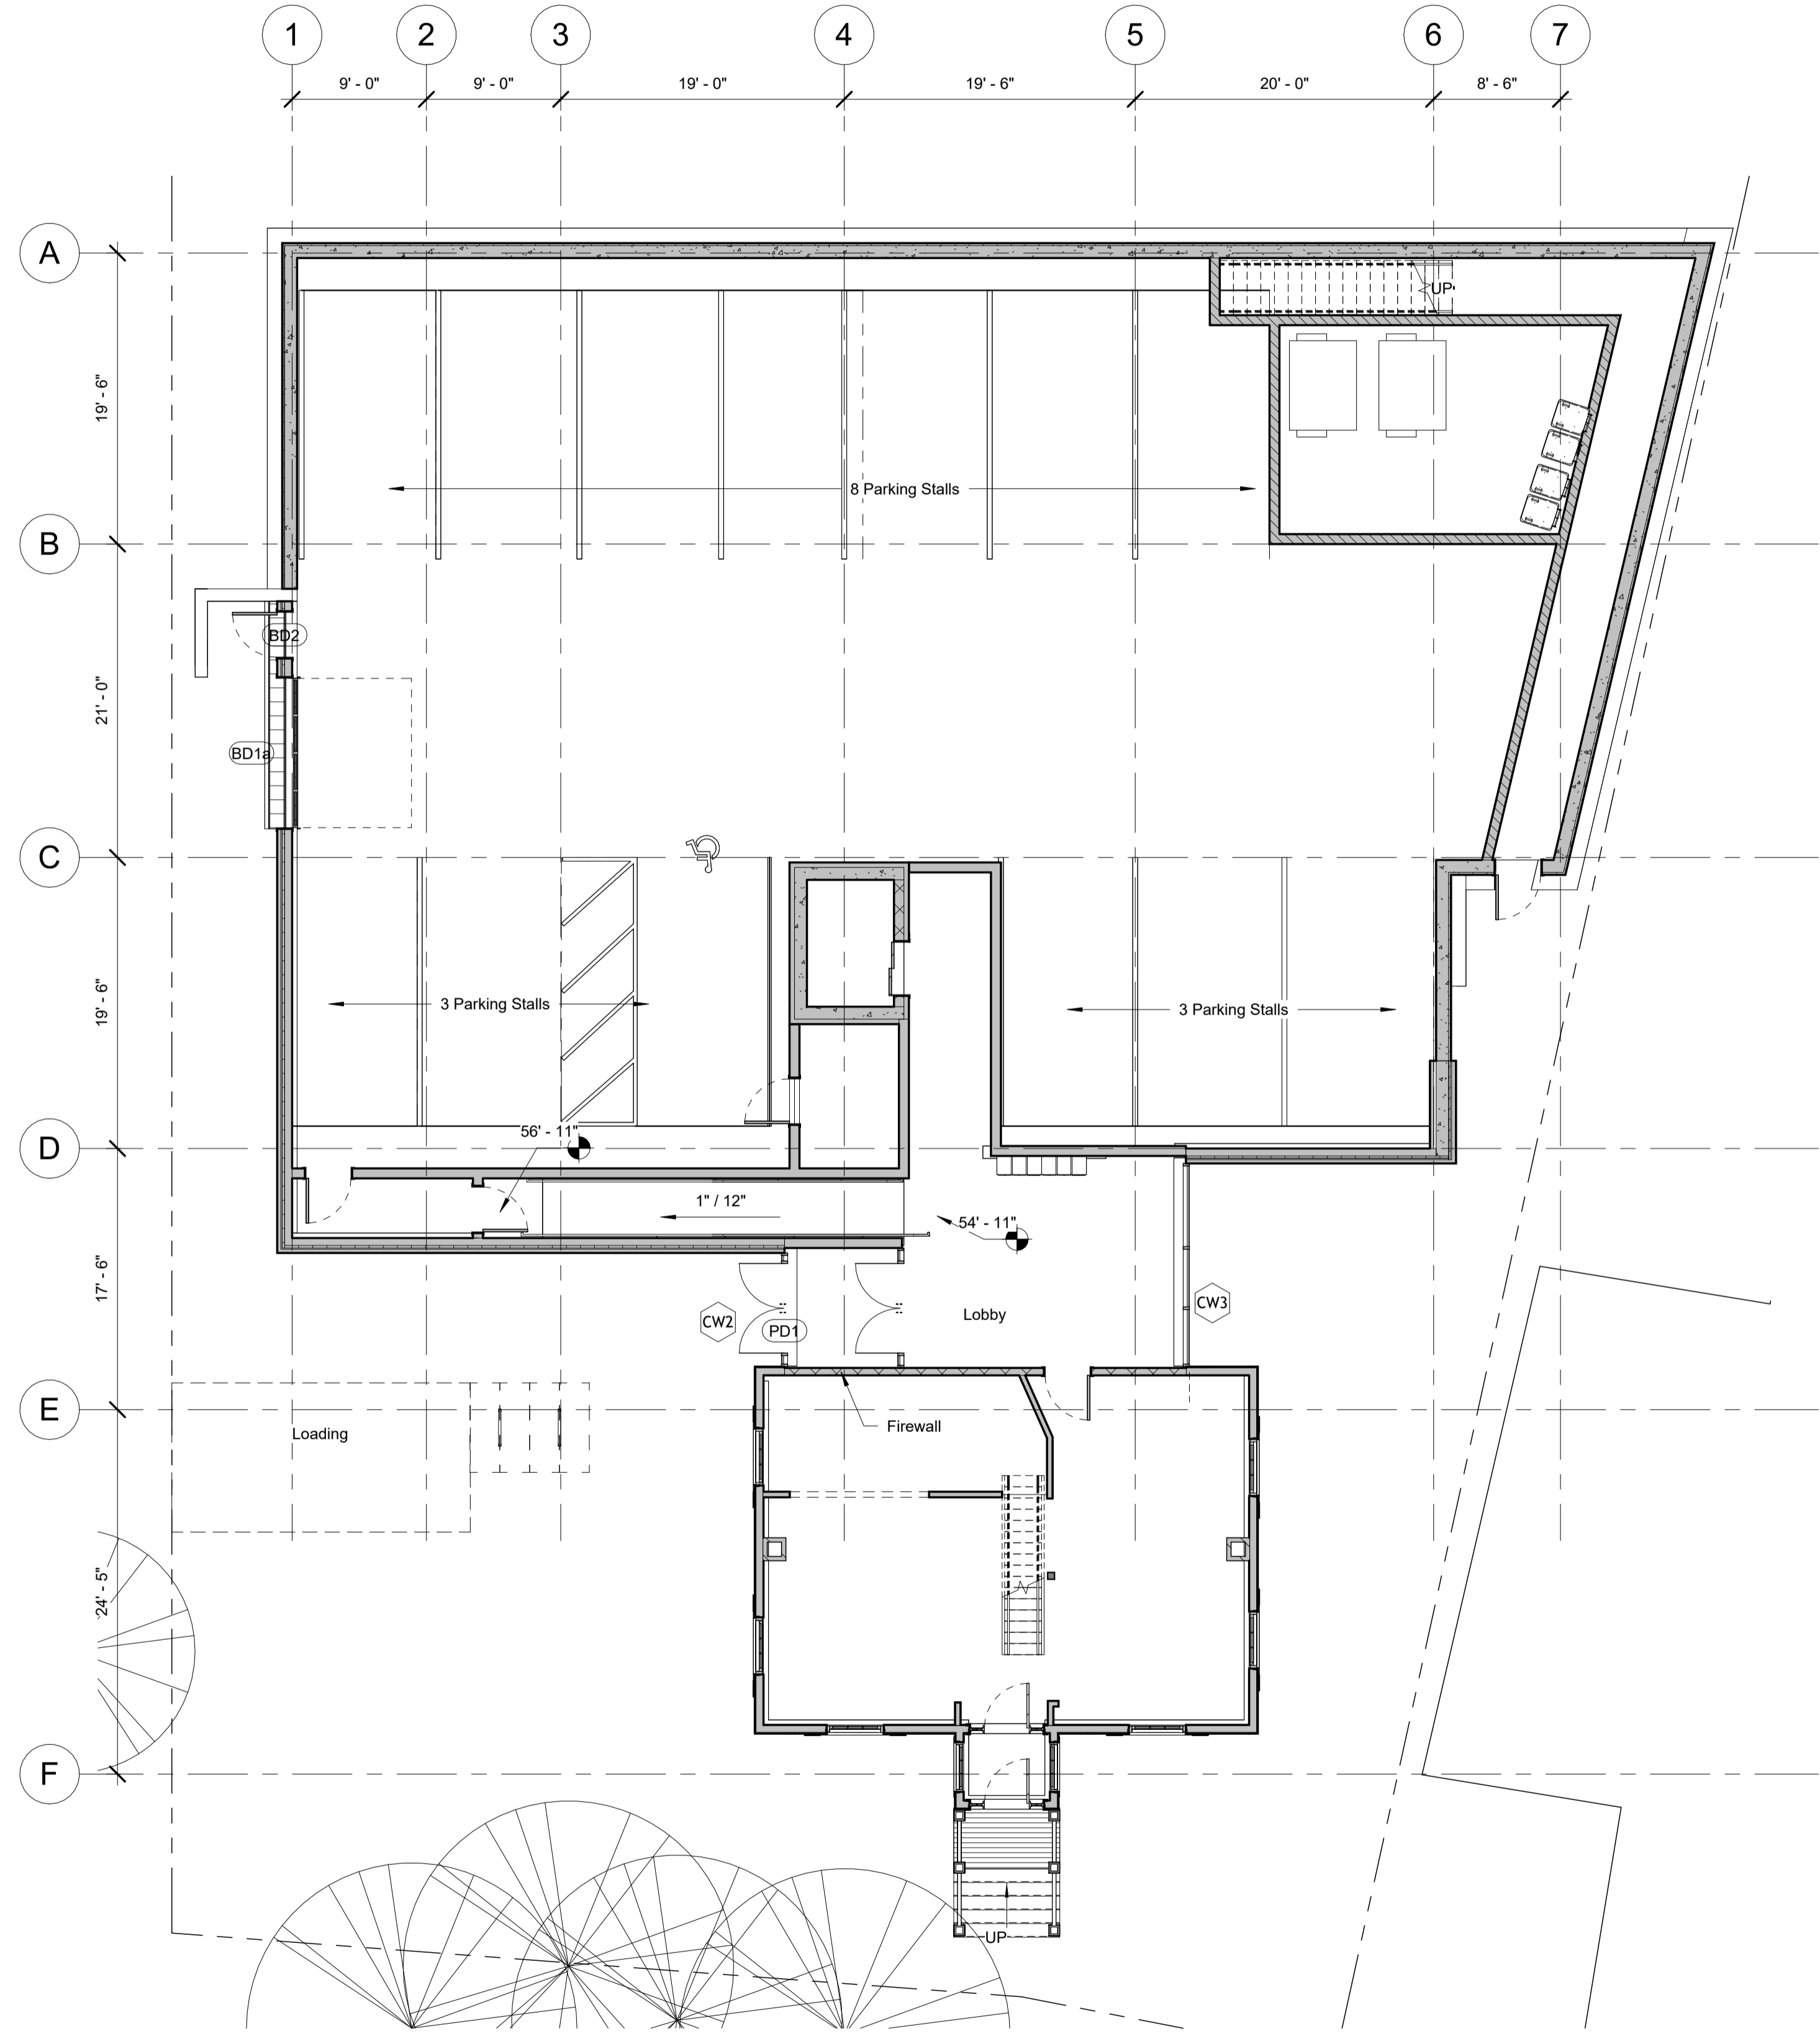 1 2 3 4 5 6 7
9' - 0" 9' - 0" 19' - 0" 19' - 6" 20' - 0" 8' - 6"
A
UP
19' - 6"
8 Parking Stalls
B
BD2
21' - 0"
BD1a
C
19' - 6"
3 Parking Stalls
3 Parking Stalls
56' - 11"
D
1" / 12"
54' - 11"
17' - 6"
CW2
PD1
Lobby
CW3
E
Loading
Firewall
24' - 5"
F
UP